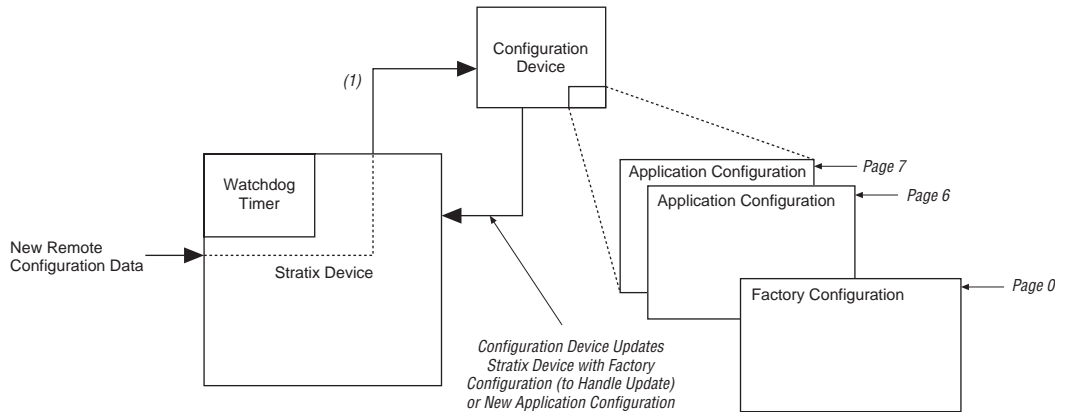 Configuration
Device
(1)
Watchdog
Timer
New Remote
Configuration Data
Stratix Device
Application Configuration
Page 7
Application Configuration
Page 6
Factory Configuration
Page 0
Configuration Device Updates
Stratix Device with Factory
Configuration (to Handle Update)
or New Application Configuration